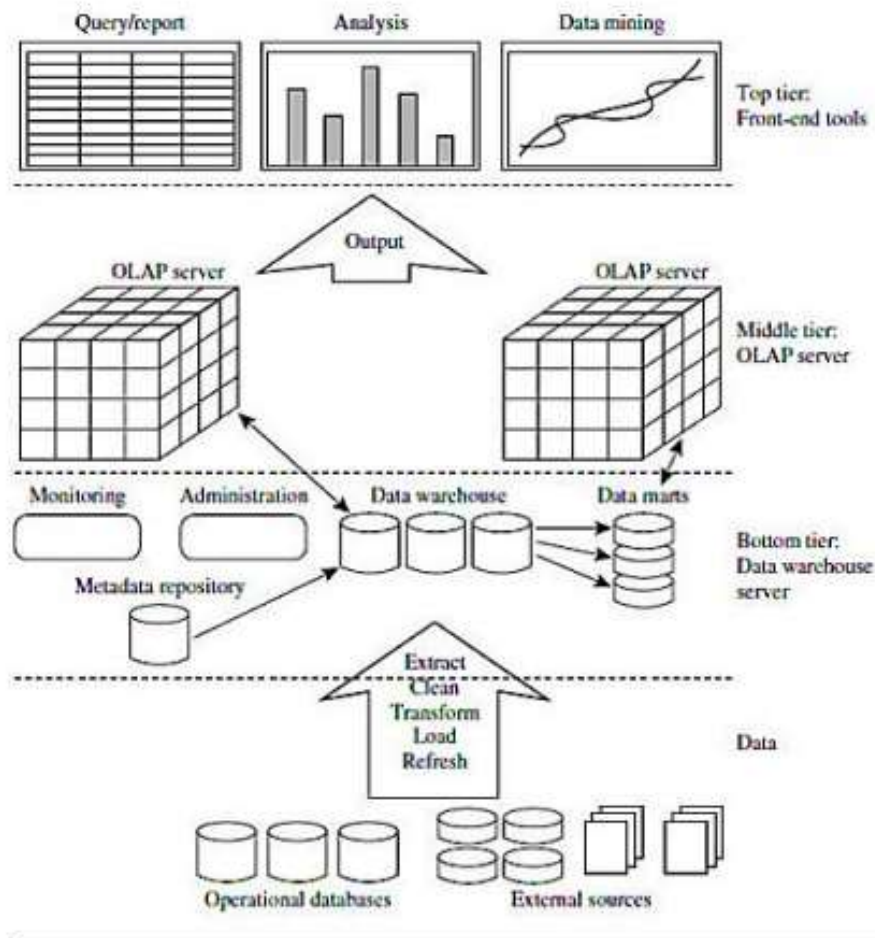 Query/report
Analysis
Data mining
Top tier:
Front-end tools
Output
OLAP server
OLAP server
Middle tier:
OLAP server
Monitoring
Administration
Data warehouse
Data marts
Bottom tier:
Data warehouse
server
Metadata repository
Extract
Clean
Transform
Load
Refresh
Data
Operational databases
External sources